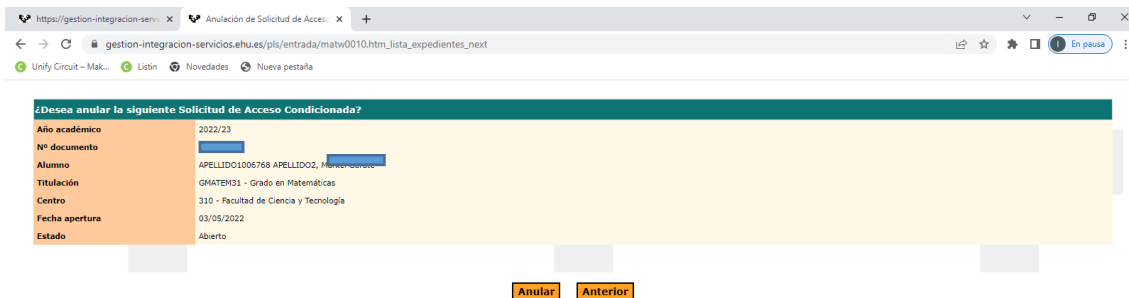 https://gestion-integracion-servic
Anulación de Solicitud de Acceso
gestion-integracion-servicios.ehu.es/pls/entrada/matw0010.htm_lista_expedientes_next
I
En pausa
Unify Circuit – Mak...
Listin
Novedades
Nueva pestaña
¿Desea anular la siguiente Solicitud de Acceso Condicionada?
Año académico 2022/23
Nº documento
Alumno APELLIDO1006768 APELLIDO2,
Titulación GMATEM31 - Grado en Matemáticas
Centro 310 - Facultad de Ciencia y Tecnología
Fecha apertura 03/05/2022
Estado Abierto
Anular Anterior